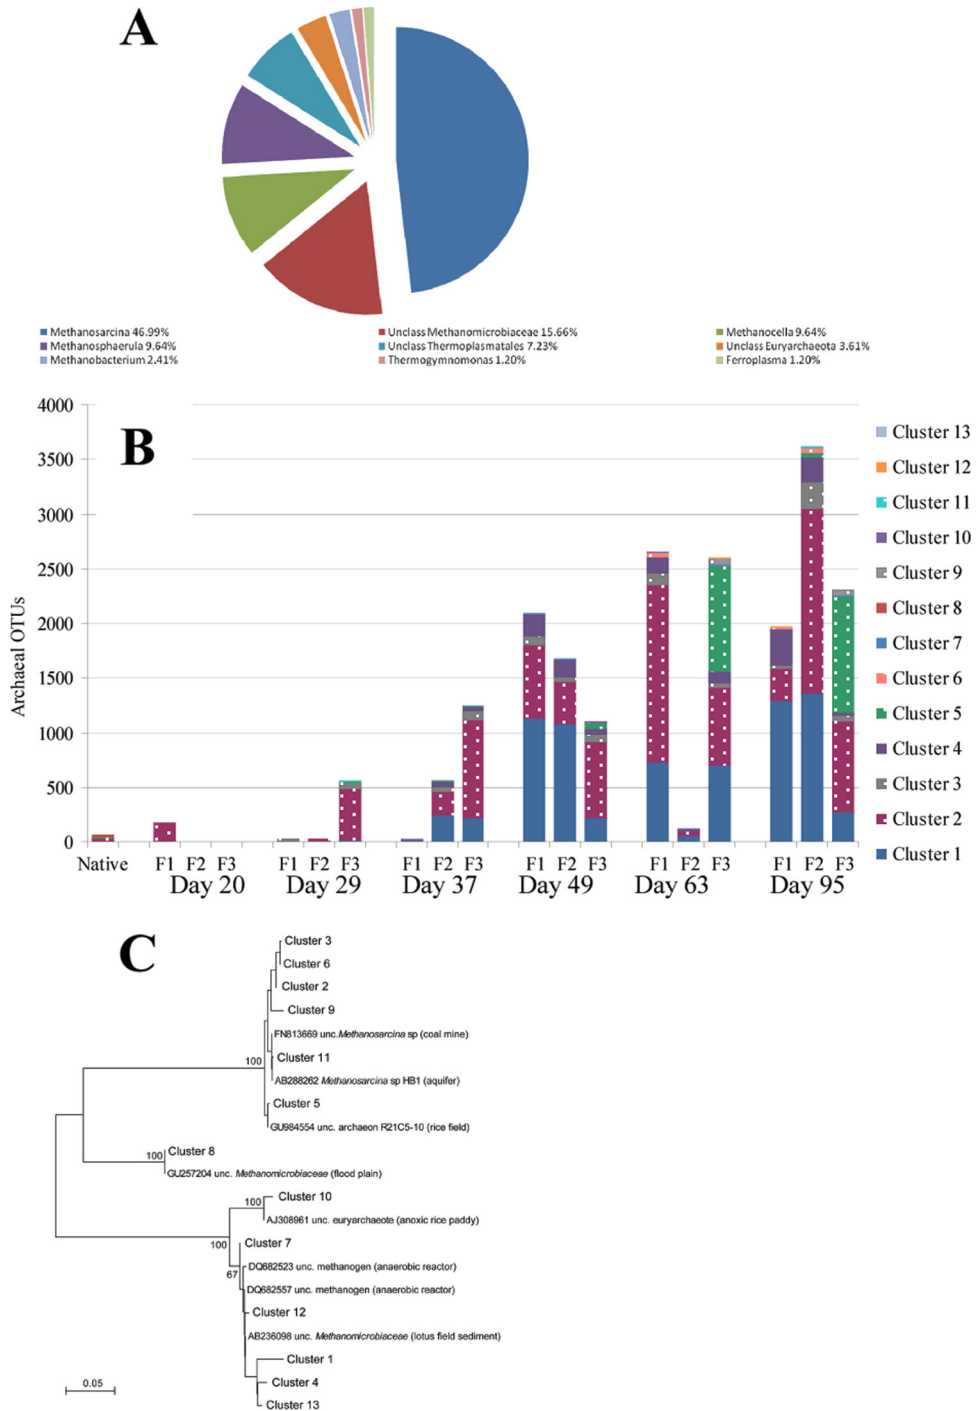 A
Methanosarcina 46.99%
Unclass Methanomicrobiaceae 15.66%
Methanocella 9.64%
Methanosphaerula 9.64%
Unclass Thermoplasmatales 7.23%
Unclass Euryarchaeota 3.61%
Methanobacterium 2.41%
Thermogymnomonas 1.20%
Ferroplasma 1.20%
B
Archaeal OTUs
4000
3500
3000
2500
2000
1500
1000
500
0
Native
F1 F2 F3
F1 F2 F3
F1 F2 F3
F1 F2 F3
F1 F2 F3
F1 F2 F3
Day 20
Day 29
Day 37
Day 49
Day 63
Day 95
Cluster 13
Cluster 12
Cluster 11
Cluster 10
Cluster 9
Cluster 8
Cluster 7
Cluster 6
Cluster 5
Cluster 4
Cluster 3
Cluster 2
Cluster 1
C
Cluster 3
Cluster 6
Cluster 2
Cluster 9
FN813669 unc.Methanosarcina sp (coal mine)
100
Cluster 11
AB288262 Methanosarcina sp HB1 (aquifer)
Cluster 5
GU984554 unc. archaeon R21C5-10 (rice field)
100
Cluster 8
GU257204 unc. Methanomicrobiaceae (flood plain)
100
Cluster 10
AJ308961 unc. euryarchaeote (anoxic rice paddy)
100
Cluster 7
67
DQ682523 unc. methanogen (anaerobic reactor)
DQ682557 unc. methanogen (anaerobic reactor)
Cluster 12
AB236098 unc. Methanomicrobiaceae (lotus field sediment)
Cluster 1
Cluster 4
Cluster 13
0.05